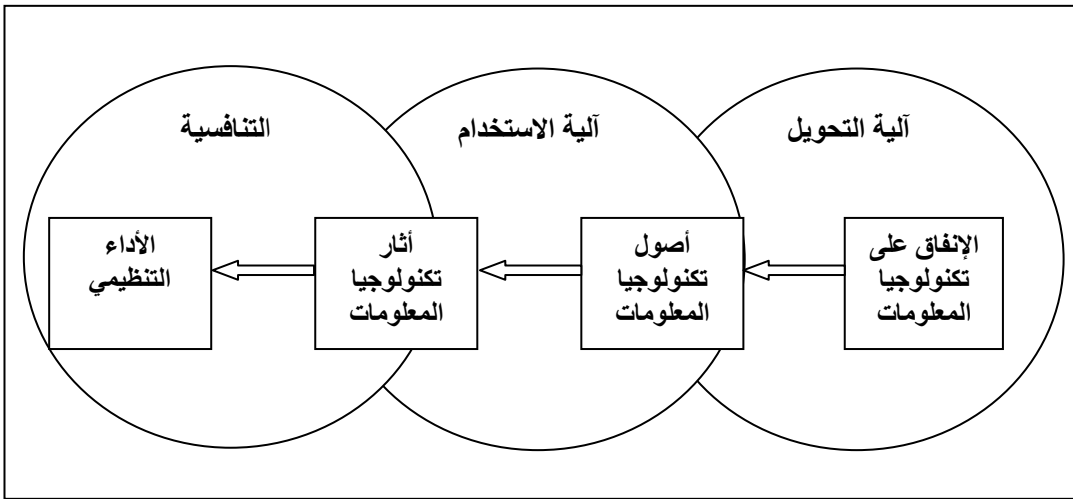 آلية التحويل
آلية الاستخدام
التنافسية
الإنفاق على
تكنولوجيا
المعلومات
أصول
تكنولوجيا
المعلومات
أثار
تكنولوجيا
المعلومات
الأداء
التنظيمي